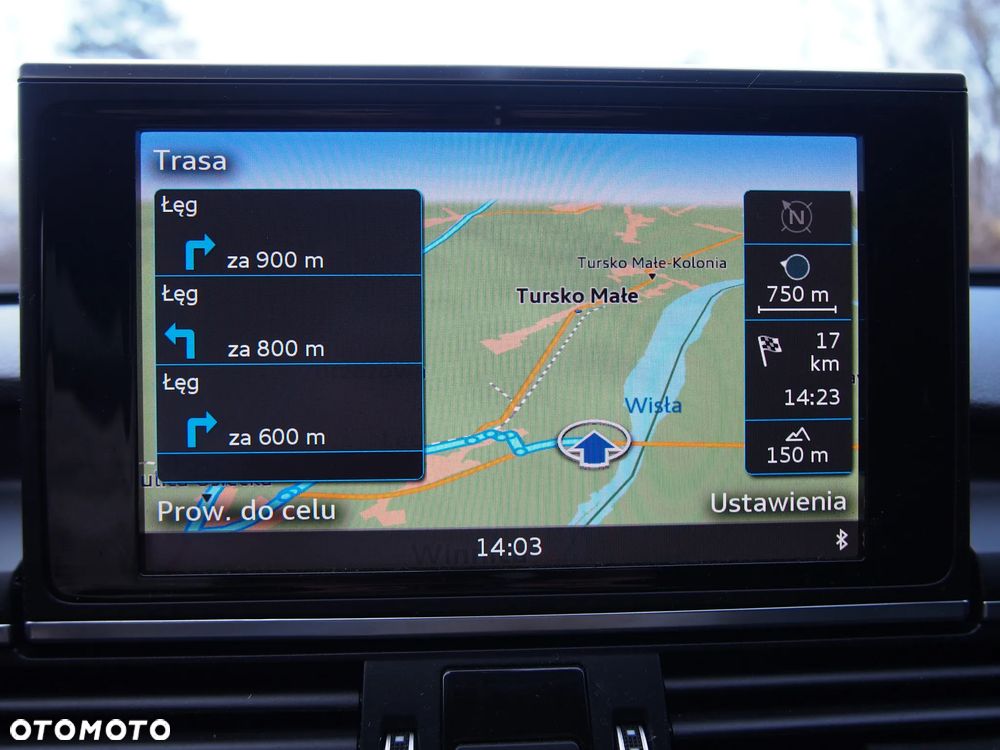 Trasa
Łęg
za 900 m
Łęg
za 800 m
Łęg
za 600 m
Prow. do celu
Tursko Małe-Kolonia
Tursko Małe
Wisła
N
750 m
17
km
14:23
150 m
Ustawienia
14:03
OTOMOTO